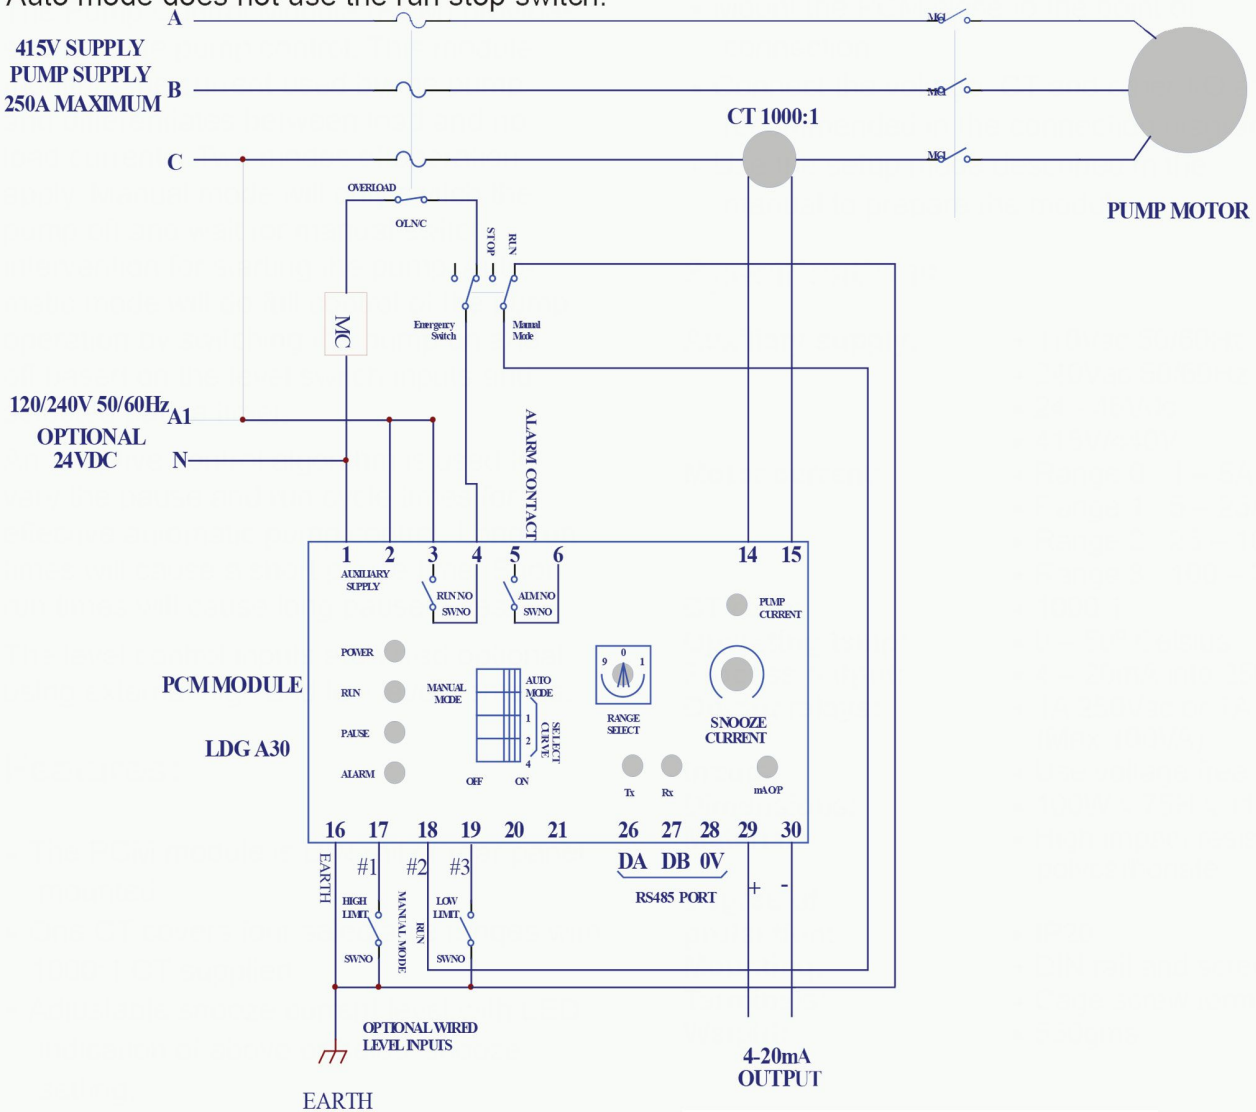 Auto mode does not use the run stop switch.
A
415V SUPPLY
PUMP SUPPLY
250A MAXIMUM
B
C
MC1
MC1
MC1
CT 1000:1
PUMP MOTOR
OVERLOAD
O/L N/C
STOP
RUN
Emergency
Switch
Manual
Mode
MC
120/240V 50/60Hz
A1
OPTIONAL
24VDC
N
ALARM CONTACT
1 2 3 4 5 6 14 15
AUXILIARY
SUPPLY
RUN NO
SWNO
ALM NO
SWNO
PUMP
CURRENT
POWER
RUN
PAUSE
ALARM
PCM MODULE
LDG A30
MANUAL
MODE
AUTO
MODE
1
2
4
SELECT
CURVE
OFF ON
9 0 1
RANGE
SELECT
SNOOZE
CURRENT
Tx Rx
mA O/P
16 17 18 19 20 21 26 27 28 29 30
EARTH
#1 #2 #3
DA DB 0V
RS485 PORT
+ -
HIGH
LIMIT
SWNO
MANUAL MODE
RUN
LOW
LIMIT
SWNO
OPTIONAL WIRED
LEVEL INPUTS
EARTH
4-20mA
OUTPUT